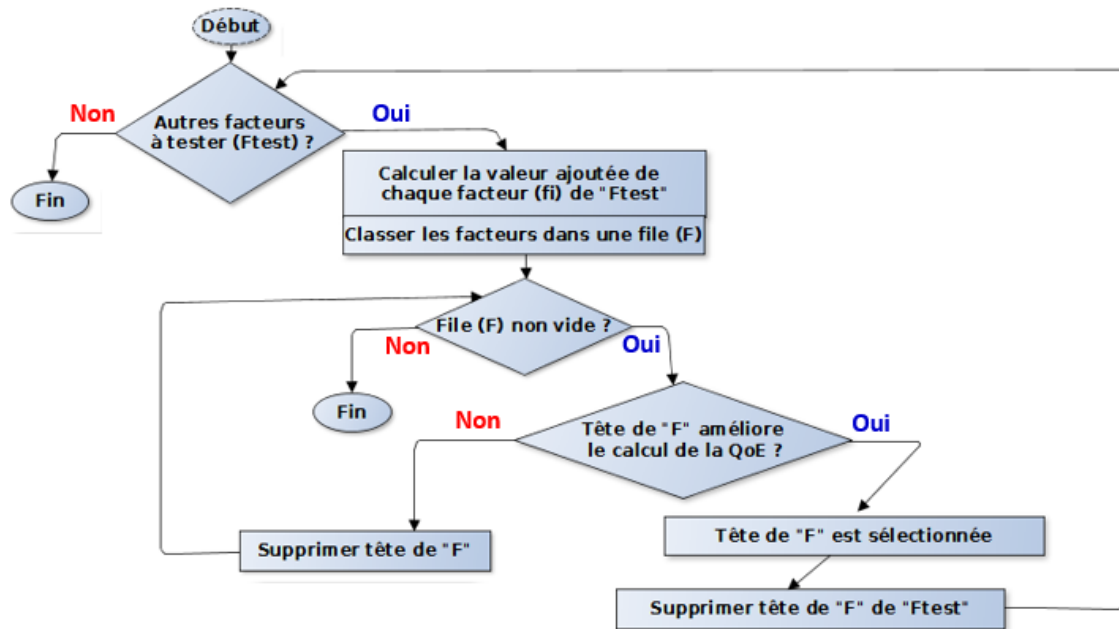 Début
Autres facteurs
à tester (Ftest) ?
Non
Oui
Fin
Calculer la valeur ajoutée de
chaque facteur (fi) de "Ftest"
Classer les facteurs dans une file (F)
File (F) non vide ?
Non
Oui
Fin
Tête de "F" améliore
le calcul de la QoE ?
Non
Oui
Supprimer tête de "F"
Tête de "F" est sélectionnée
Supprimer tête de "F" de "Ftest"